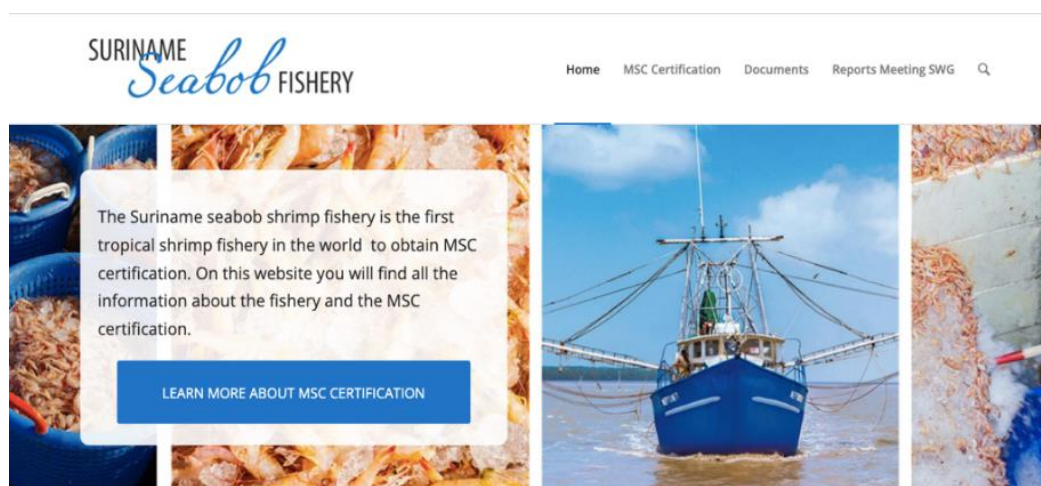 SURINAME
Seabob FISHERY
Home MSC Certification Documents Reports Meeting SWG
The Suriname seabob shrimp fishery is the first
tropical shrimp fishery in the world to obtain MSC
certification. On this website you will find all the
information about the fishery and the MSC
certification.
LEARN MORE ABOUT MSC CERTIFICATION